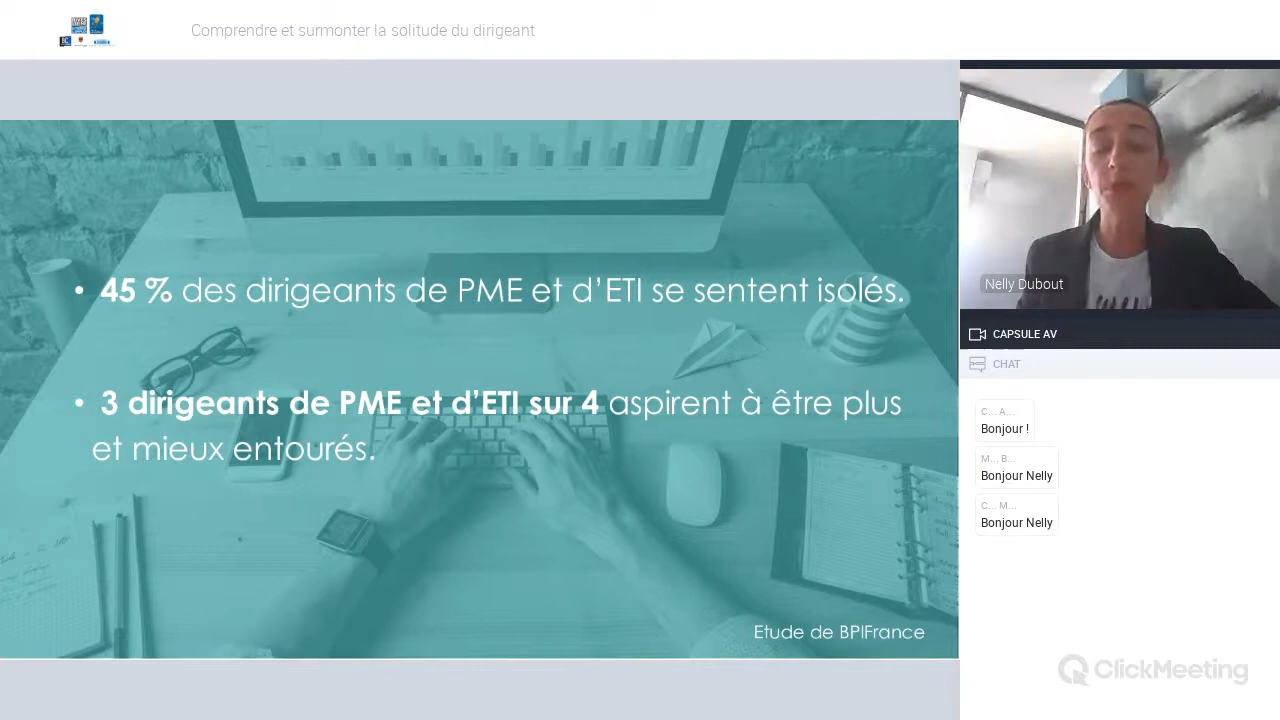 Comprendre et surmonter la solitude du dirigeant
• 45 % des dirigeants de PME et d’ETI se sentent isolés.
• 3 dirigeants de PME et d’ETI sur 4 aspirent à être plus
et mieux entourés.
Etude de BPIFrance
Nelly Dubout
CAPSULE AV
CHAT
C... A...
Bonjour !
M... B...
Bonjour Nelly
C... M...
Bonjour Nelly
ClickMeeting